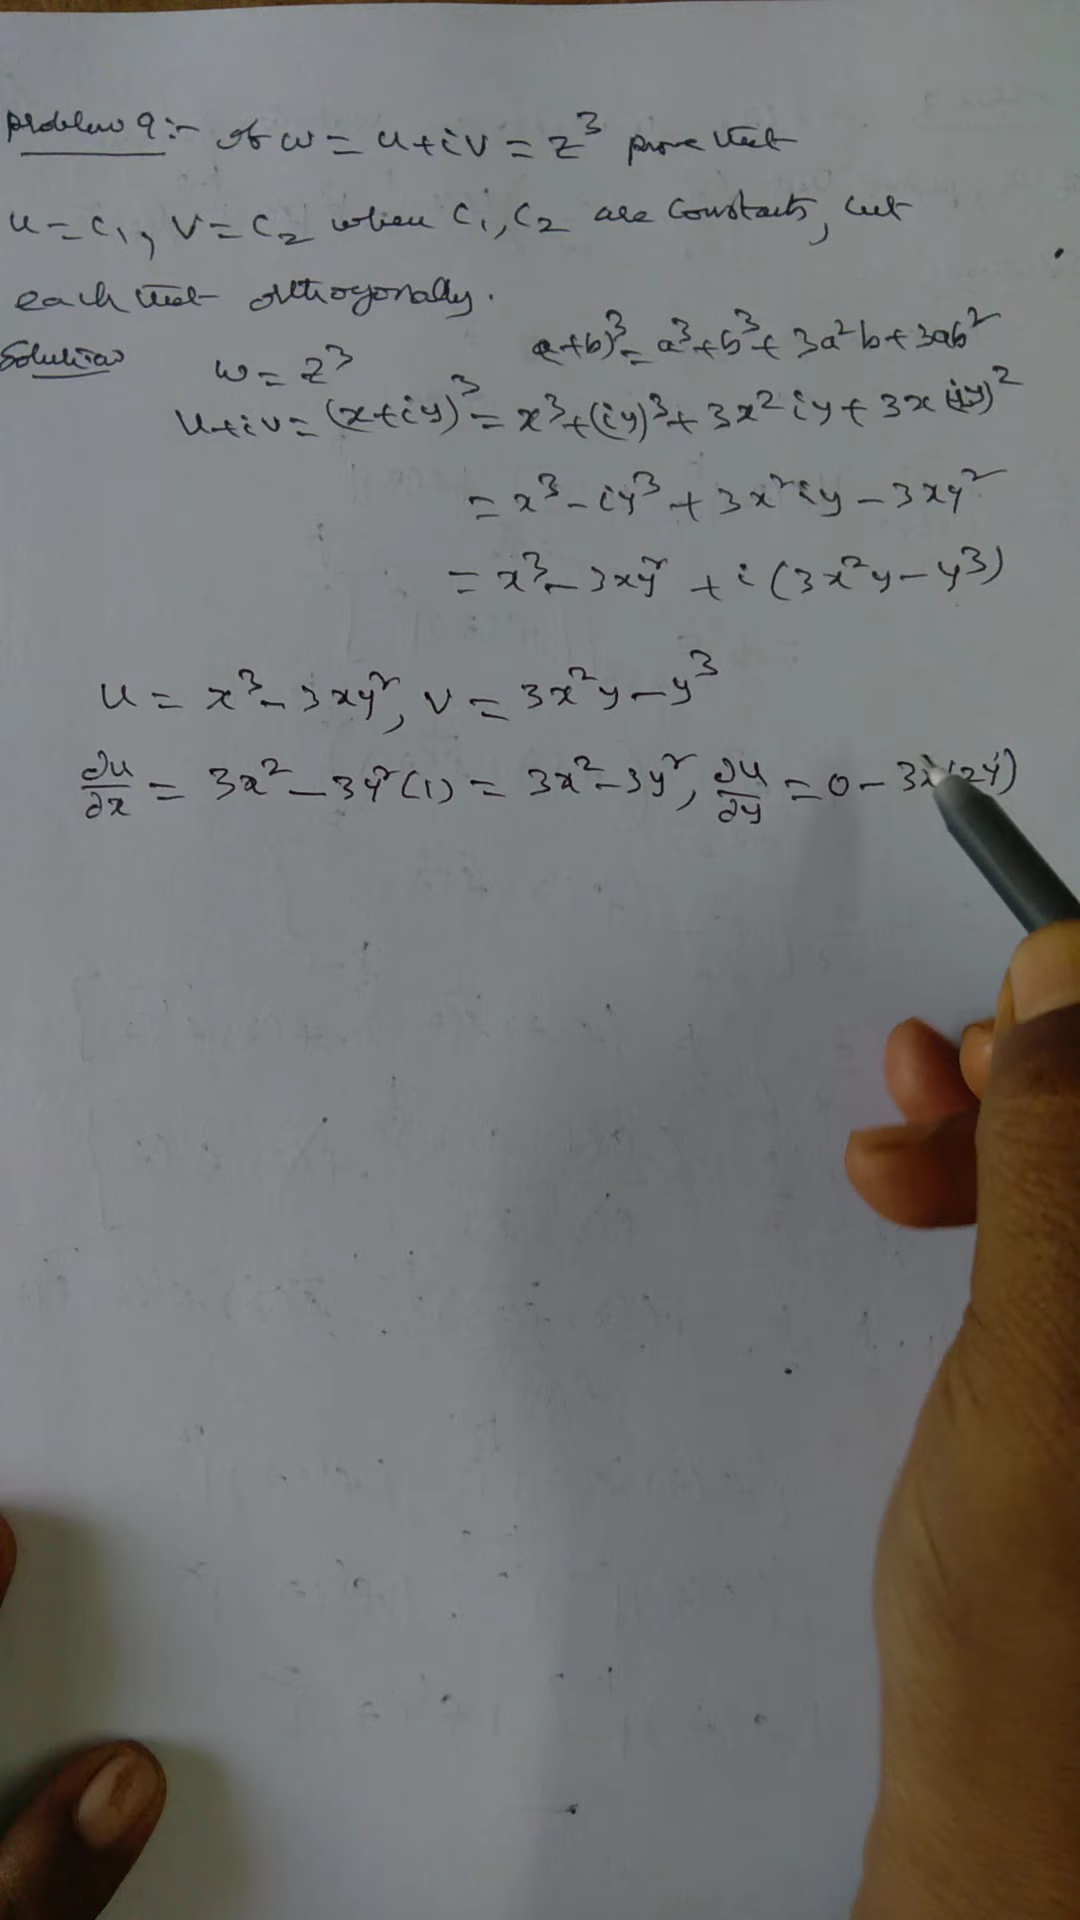 Problem 9:- If w = u+iv = z³ prove that
u = c₁, v = c₂ where c₁, c₂ are constants, cut
each other orthogonally.
(a+b)³ = a³+b³+3a²b+3ab²
Solution w = z³
u+iv = (x+iy)³ = x³+(iy)³+3x²iy+3x(iy)²
= x³-iy³+3x²iy-3xy²
= x³-3xy²+i(3x²y-y³)
u = x³-3xy², v = 3x²y-y³
∂u/∂x = 3x²-3y²(1) = 3x²-3y², ∂u/∂y = 0-3x(2y)